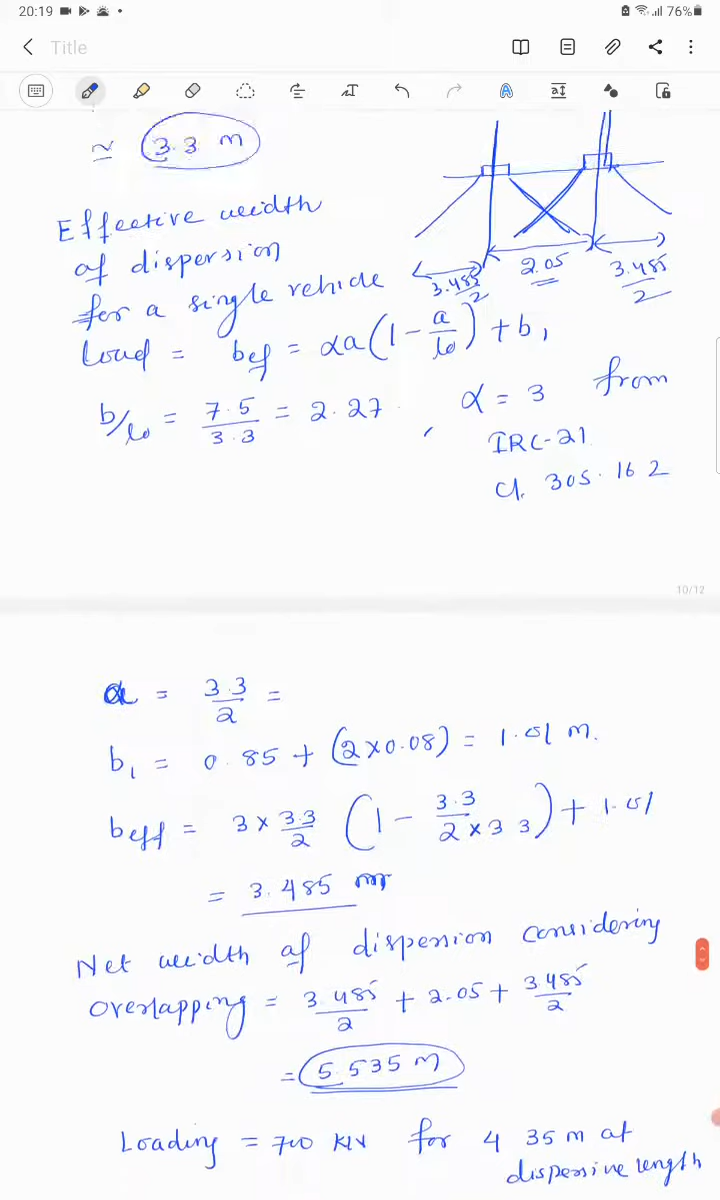 20:19
76%
Title
≃ 3.3 m
Effective width
of dispersion
for a single vehicle
Load = bef = αa(1 - a/lo) + b1
3.485/2 2.05 3.485/2
b/lo = 7.5/3.3 = 2.27, α = 3 from
IRC-21
Cl. 305.16 2
10/12
a = 3.3/2 =
b1 = 0.85 + (2×0.08) = 1.01 m.
beff = 3 × 3.3/2 (1 - 3.3/2×3 3) + 1.01
= 3.485 m
Net width of dispersion considering
overlapping = 3.485/2 + 2.05 + 3.485/2
= 5.535 m
Loading = 700 KN for 4 35 m at
dispersive length